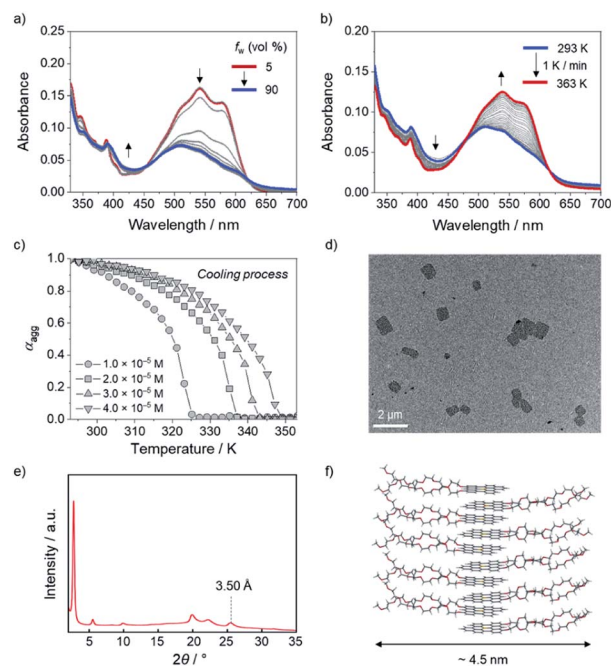 a)
0.25
0.20
0.15
0.10
0.05
0.00
Absorbance
fw (vol %)
5
90
350 400 450 500 550 600 650 700
Wavelength / nm
b)
0.20
0.15
0.10
0.05
0.00
Absorbance
293 K
1 K / min
363 K
350 400 450 500 550 600 650 700
Wavelength / nm
c)
1.0
0.8
0.6
0.4
0.2
0.0
αagg
Cooling process
1.0 × 10⁻⁵ M
2.0 × 10⁻⁵ M
3.0 × 10⁻⁵ M
4.0 × 10⁻⁵ M
300 310 320 330 340 350
Temperature / K
d)
2 µm
e)
Intensity / a.u.
3.50 Å
5 10 15 20 25 30 35
2θ / °
f)
~ 4.5 nm